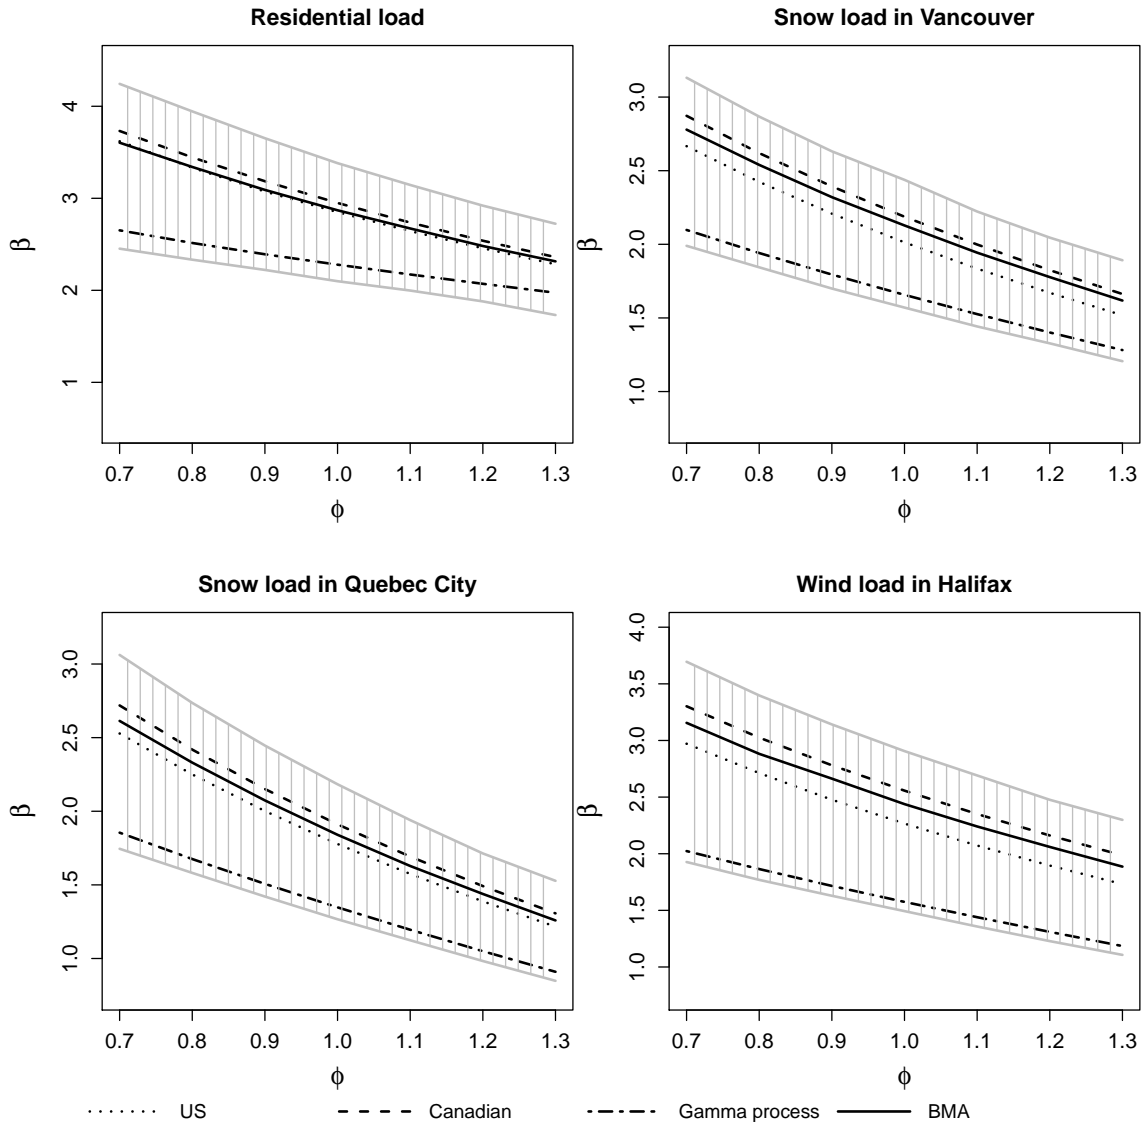 Residential load
Snow load in Vancouver
β
4
3
2
1
0.7 0.8 0.9 1.0 1.1 1.2 1.3
ϕ
β
3.0
2.5
2.0
1.5
1.0
0.7 0.8 0.9 1.0 1.1 1.2 1.3
ϕ
Snow load in Quebec City
Wind load in Halifax
β
3.0
2.5
2.0
1.5
1.0
0.7 0.8 0.9 1.0 1.1 1.2 1.3
ϕ
β
4.0
3.5
3.0
2.5
2.0
1.5
1.0
0.7 0.8 0.9 1.0 1.1 1.2 1.3
ϕ
US Canadian Gamma process BMA